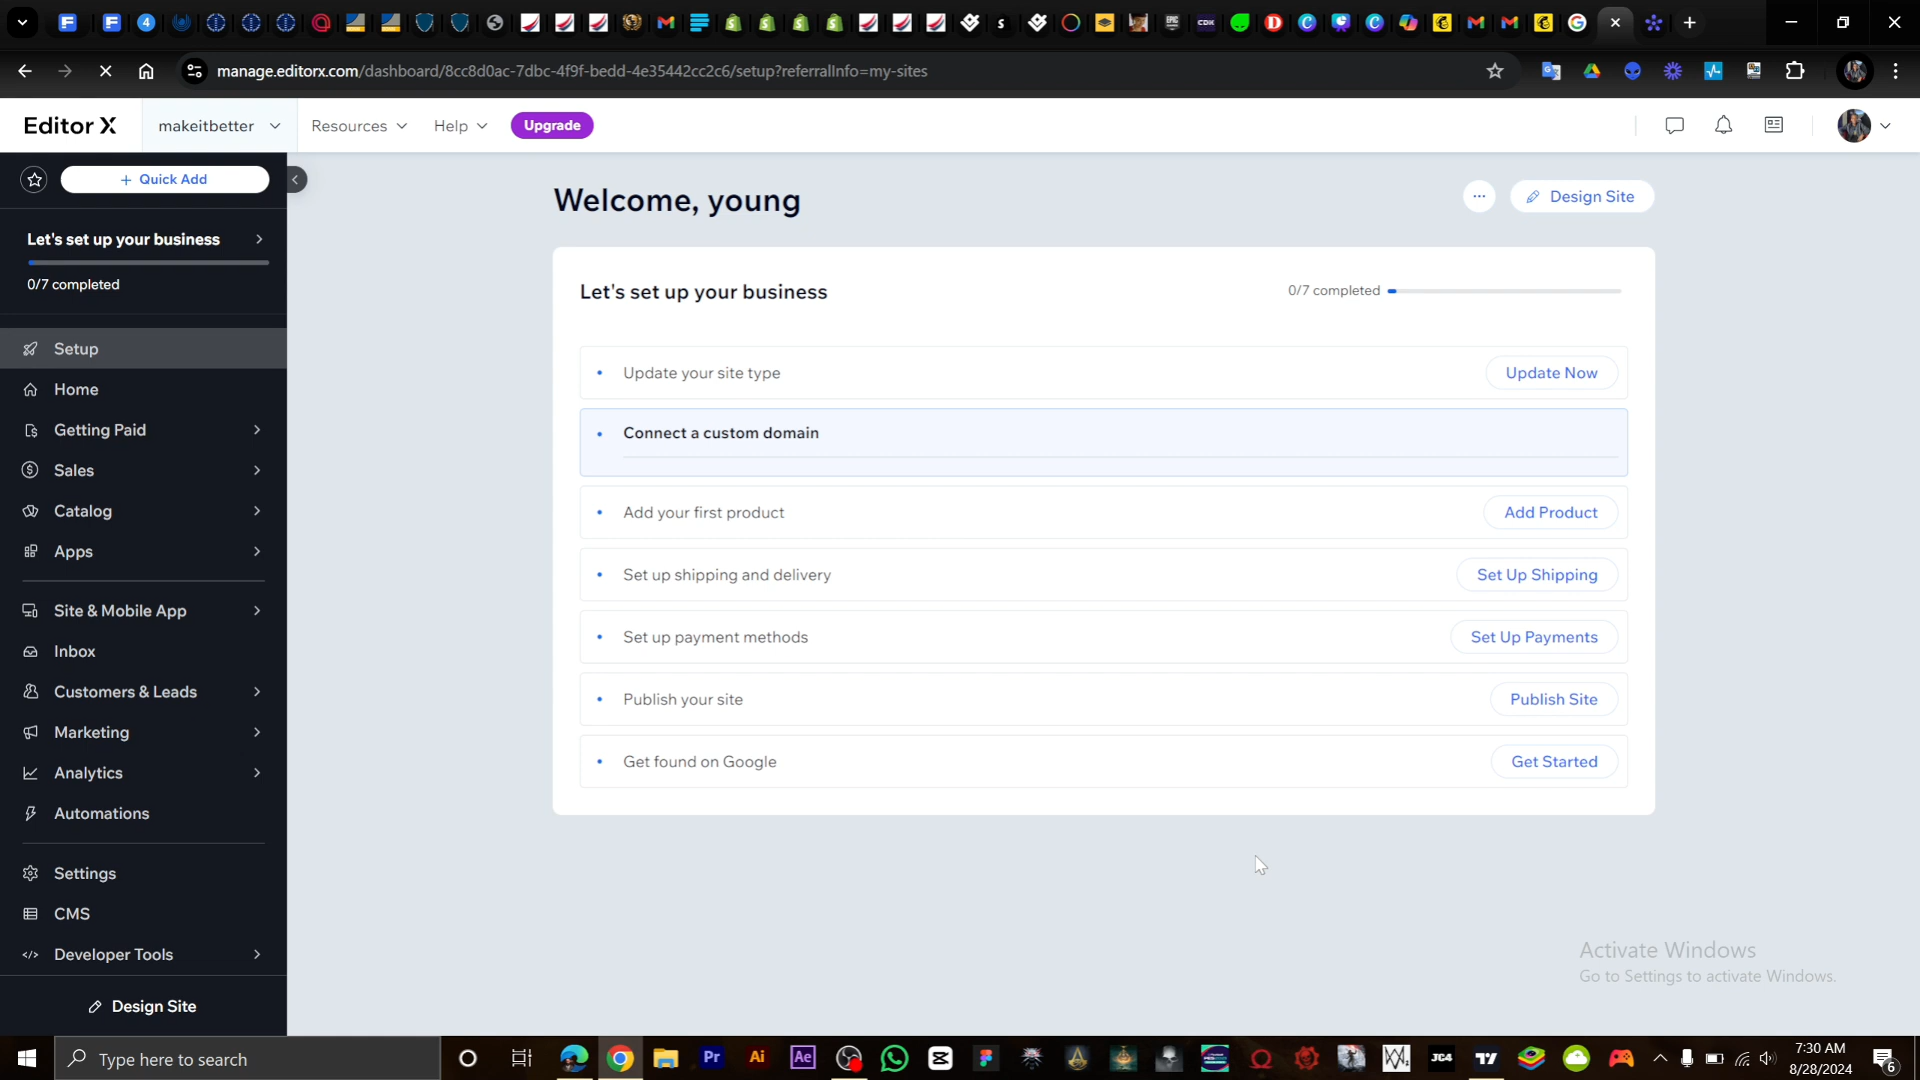 manage.editorx.com/dashboard/8cc8d0ac-7dbc-4f9f-bedd-4e35442cc2c6/setup?referralInfo=my-sites
Editor X
makeitbetter
Resources
Help
Upgrade
+ Quick Add
Let's set up your business
0/7 completed
Setup
Home
Getting Paid
Sales
Catalog
Apps
Site & Mobile App
Inbox
Customers & Leads
Marketing
Analytics
Automations
Settings
CMS
Developer Tools
Design Site
Welcome, young
... Design Site
Let's set up your business
0/7 completed
Update your site type
Update Now
Connect a custom domain
Add your first product
Add Product
Set up shipping and delivery
Set Up Shipping
Set up payment methods
Set Up Payments
Publish your site
Publish Site
Get found on Google
Get Started
Activate Windows
Go to Settings to activate Windows.
Type here to search
Pr
Ai
Ae
JC4
7:30 AM
8/28/2024
6